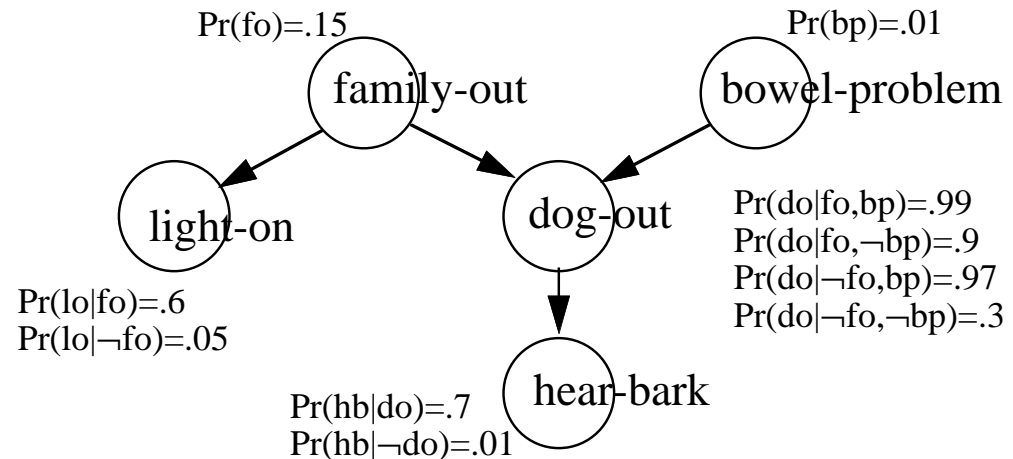 Pr(fo)=.15
Pr(bp)=.01
family-out
bowel-problem
light-on
dog-out
Pr(do|fo,bp)=.99
Pr(do|fo,¬bp)=.9
Pr(do|¬fo,bp)=.97
Pr(do|¬fo,¬bp)=.3
Pr(lo|fo)=.6
Pr(lo|¬fo)=.05
hear-bark
Pr(hb|do)=.7
Pr(hb|¬do)=.01